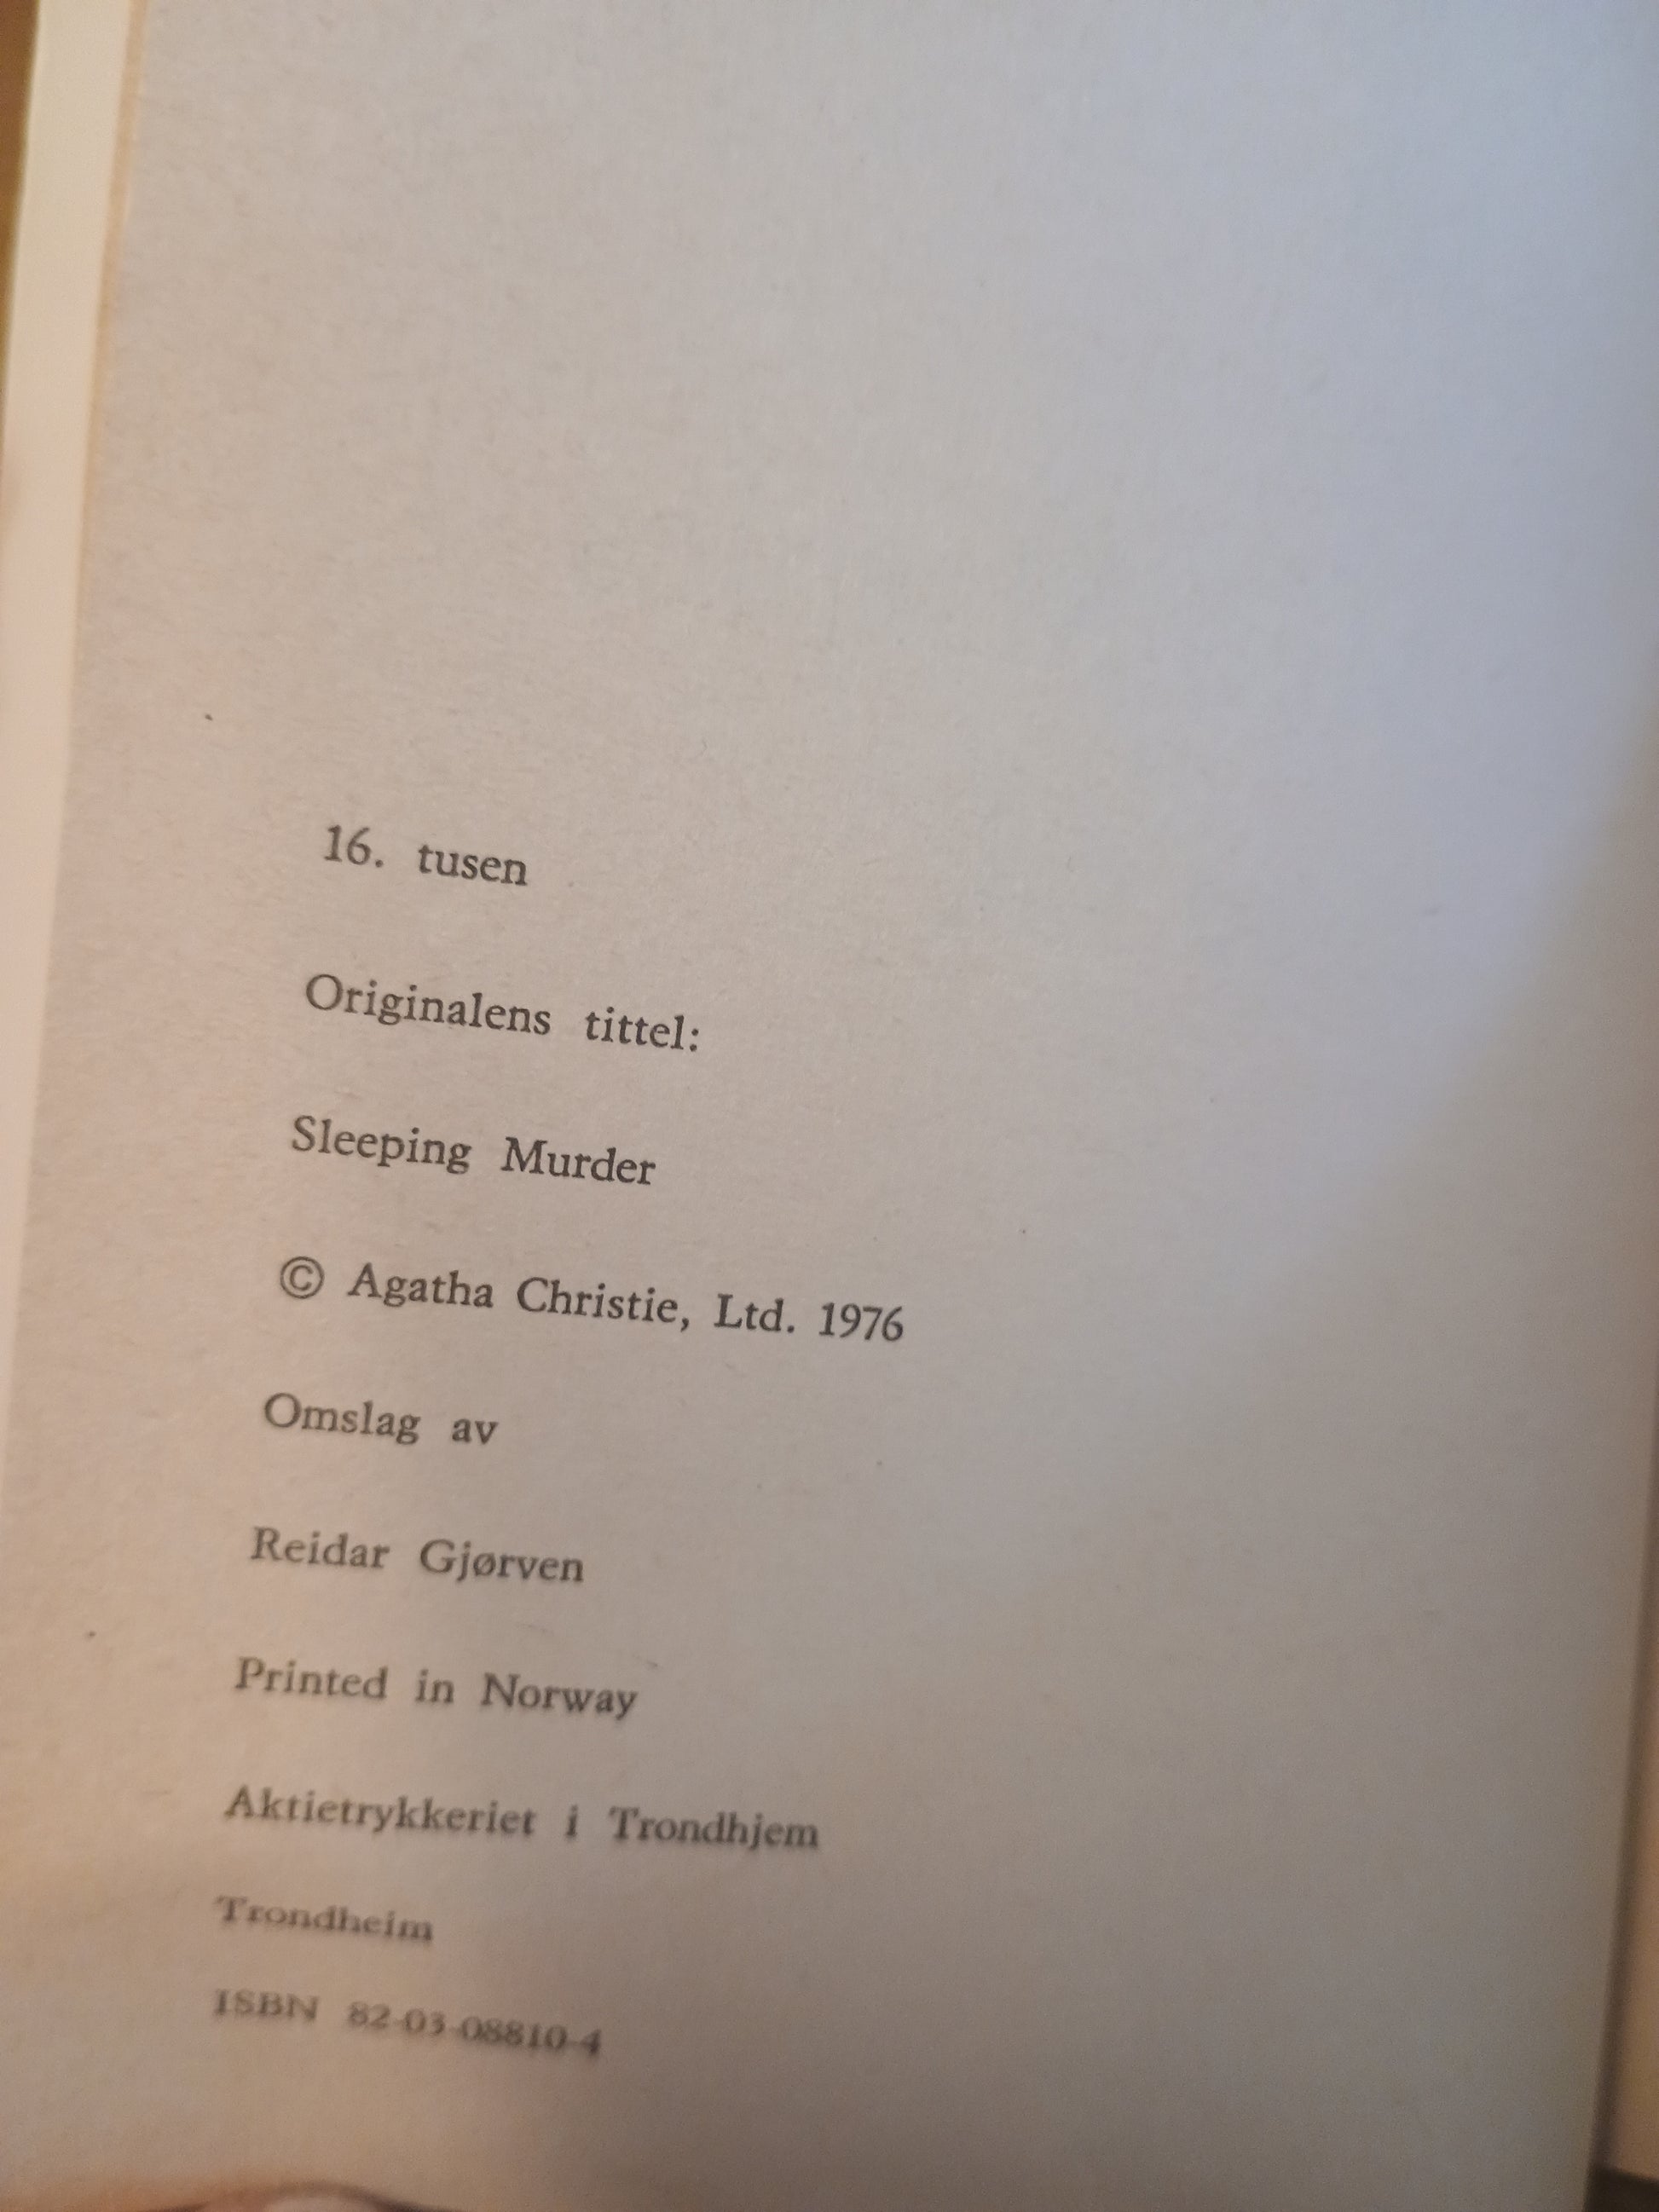 16. tusen
Originalens tittel:
Sleeping Murder
© Agatha Christie, Ltd. 1976
Omslag av
Reidar Gjørven
Printed in Norway
Aktietrykkeriet i Trondhjem
Trondheim
ISBN 82-03-08810-4